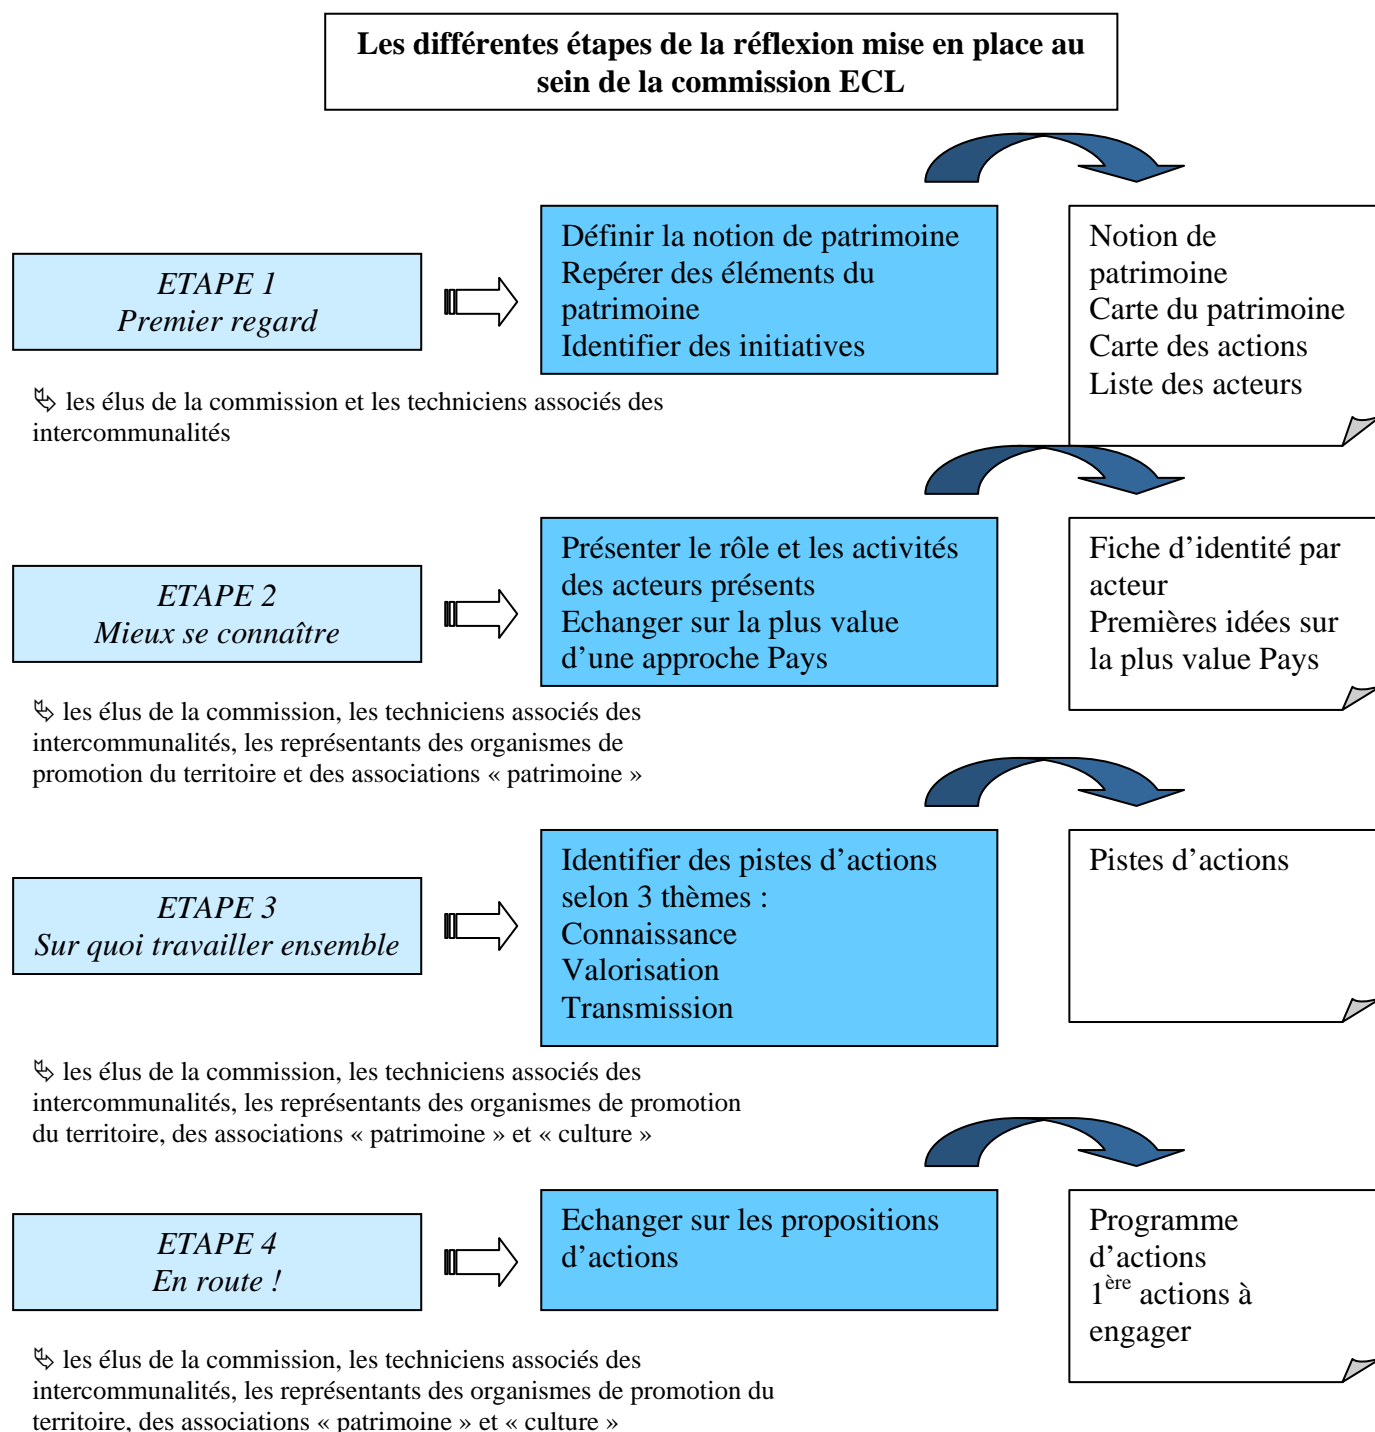 Les différentes étapes de la réflexion mise en place au
sein de la commission ECL
ETAPE 1
Premier regard
Définir la notion de patrimoine
Repérer des éléments du
patrimoine
Identifier des initiatives
Notion de
patrimoine
Carte du patrimoine
Carte des actions
Liste des acteurs
les élus de la commission et les techniciens associés des
intercommunalités
ETAPE 2
Mieux se connaître
Présenter le rôle et les activités
des acteurs présents
Echanger sur la plus value
d’une approche Pays
Fiche d’identité par
acteur
Premières idées sur
la plus value Pays
les élus de la commission, les techniciens associés des
intercommunalités, les représentants des organismes de
promotion du territoire et des associations « patrimoine »
ETAPE 3
Sur quoi travailler ensemble
Identifier des pistes d’actions
selon 3 thèmes :
Connaissance
Valorisation
Transmission
Pistes d’actions
les élus de la commission, les techniciens associés des
intercommunalités, les représentants des organismes de promotion
du territoire, des associations « patrimoine » et « culture »
ETAPE 4
En route !
Echanger sur les propositions
d’actions
Programme
d’actions
1ère actions à
engager
les élus de la commission, les techniciens associés des
intercommunalités, les représentants des organismes de promotion du
territoire, des associations « patrimoine » et « culture »